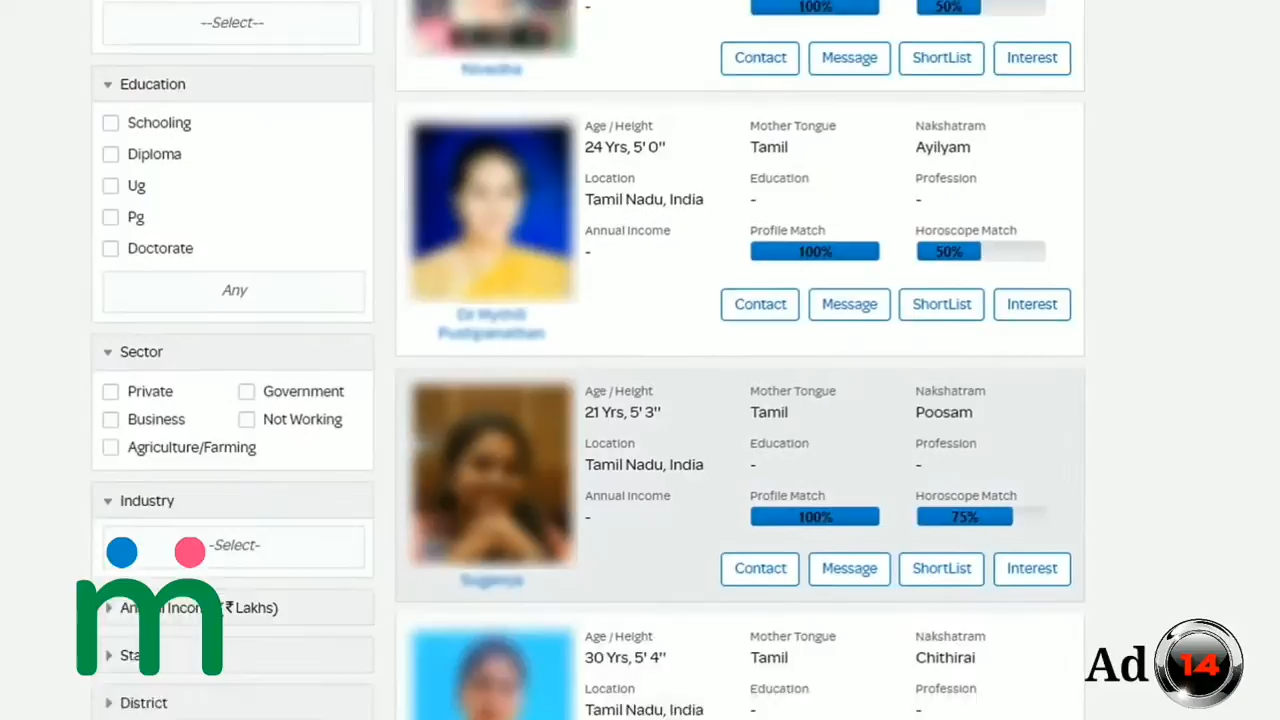 --Select--
Education
Schooling
Diploma
Ug
Pg
Doctorate
Any
Sector
Private
Government
Business
Not Working
Agriculture/Farming
Industry
-Select-
(₹ Lakhs)
District
-
100%
50%
Contact
Message
ShortList
Interest
Age / Height
Mother Tongue
Nakshatram
24 Yrs, 5' 0''
Tamil
Ayilyam
Location
Education
Profession
Tamil Nadu, India
-
-
Annual Income
Profile Match
Horoscope Match
-
100%
50%
Contact
Message
ShortList
Interest
Age / Height
Mother Tongue
Nakshatram
21 Yrs, 5' 3''
Tamil
Poosam
Location
Education
Profession
Tamil Nadu, India
-
-
Annual Income
Profile Match
Horoscope Match
-
100%
75%
Contact
Message
ShortList
Interest
Age / Height
Mother Tongue
Nakshatram
30 Yrs, 5' 4''
Tamil
Chithirai
Location
Education
Profession
Tamil Nadu, India
-
-
Ad 14